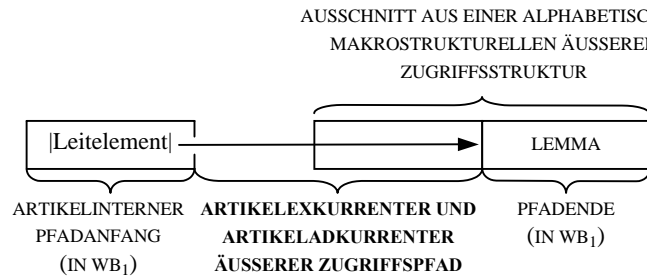 AUSSCHNITT AUS EINER ALPHABETISC
MAKROSTRUKTURELLEN ÄUSSERE
ZUGRIFFSSTRUKTUR
|Leitelement|
LEMMA
ARTIKELINTERNER
PFADANFANG
(IN WB₁)
ARTIKELEXKURRENTER UND
ARTIKELADKURRENTER
ÄUSSERER ZUGRIFFSPFAD
PFADENDE
(IN WB₁)